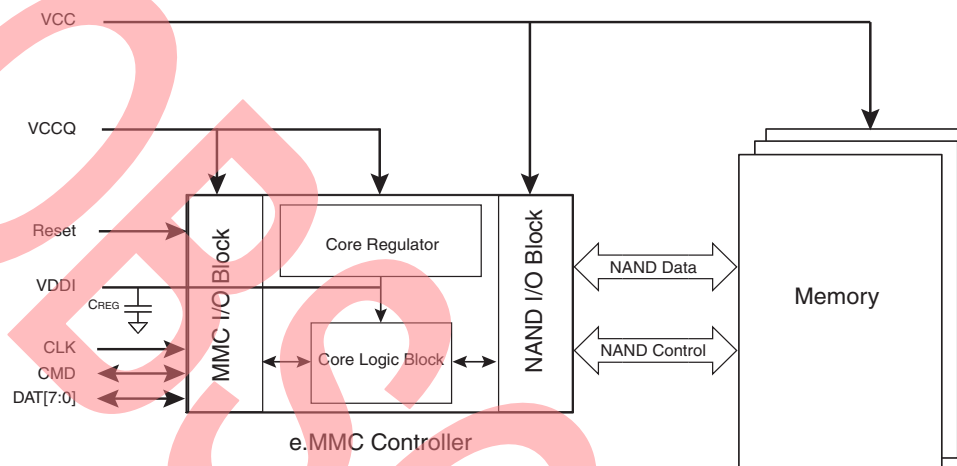 VCC
VCCQ
Reset
VDDI
CREG
CLK
CMD
DAT[7:0]
MMC I/O Block
Core Regulator
Core Logic Block
NAND I/O Block
NAND Data
NAND Control
Memory
e.MMC Controller